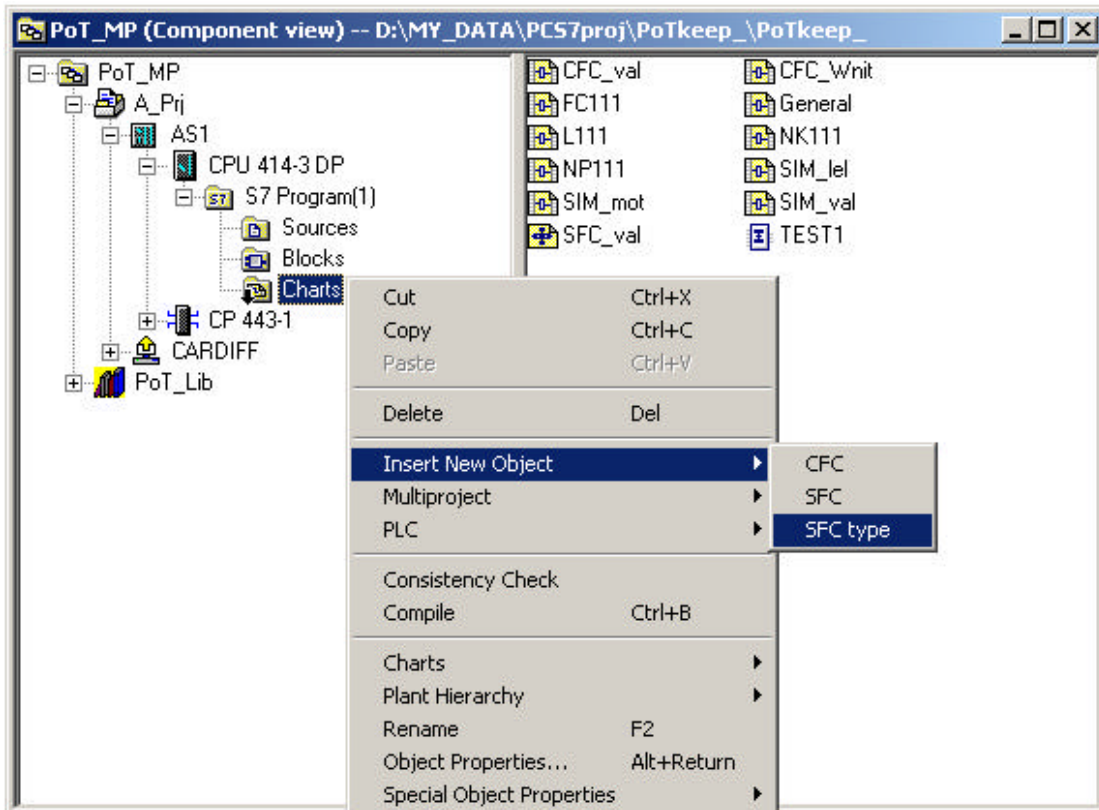 PoT_MP (Component view) -- D:\MY_DATA\PCS7proj\PoTkeep_\PoTkeep_
PoT_MP
A_Prj
AS1
CPU 414-3 DP
S7 Program(1)
Sources
Blocks
Charts
CP 443-1
CARDIFF
PoT_Lib
CFC_val CFC_Wnit
FC111 General
L111 NK111
NP111 SIM_lel
SIM_mot SIM_val
SFC_val TEST1
Cut Ctrl+X
Copy Ctrl+C
Paste Ctrl+V
Delete Del
Insert New Object
Multiproject
PLC
Consistency Check
Compile Ctrl+B
Charts
Plant Hierarchy
Rename F2
Object Properties... Alt+Return
Special Object Properties
CFC
SFC
SFC type